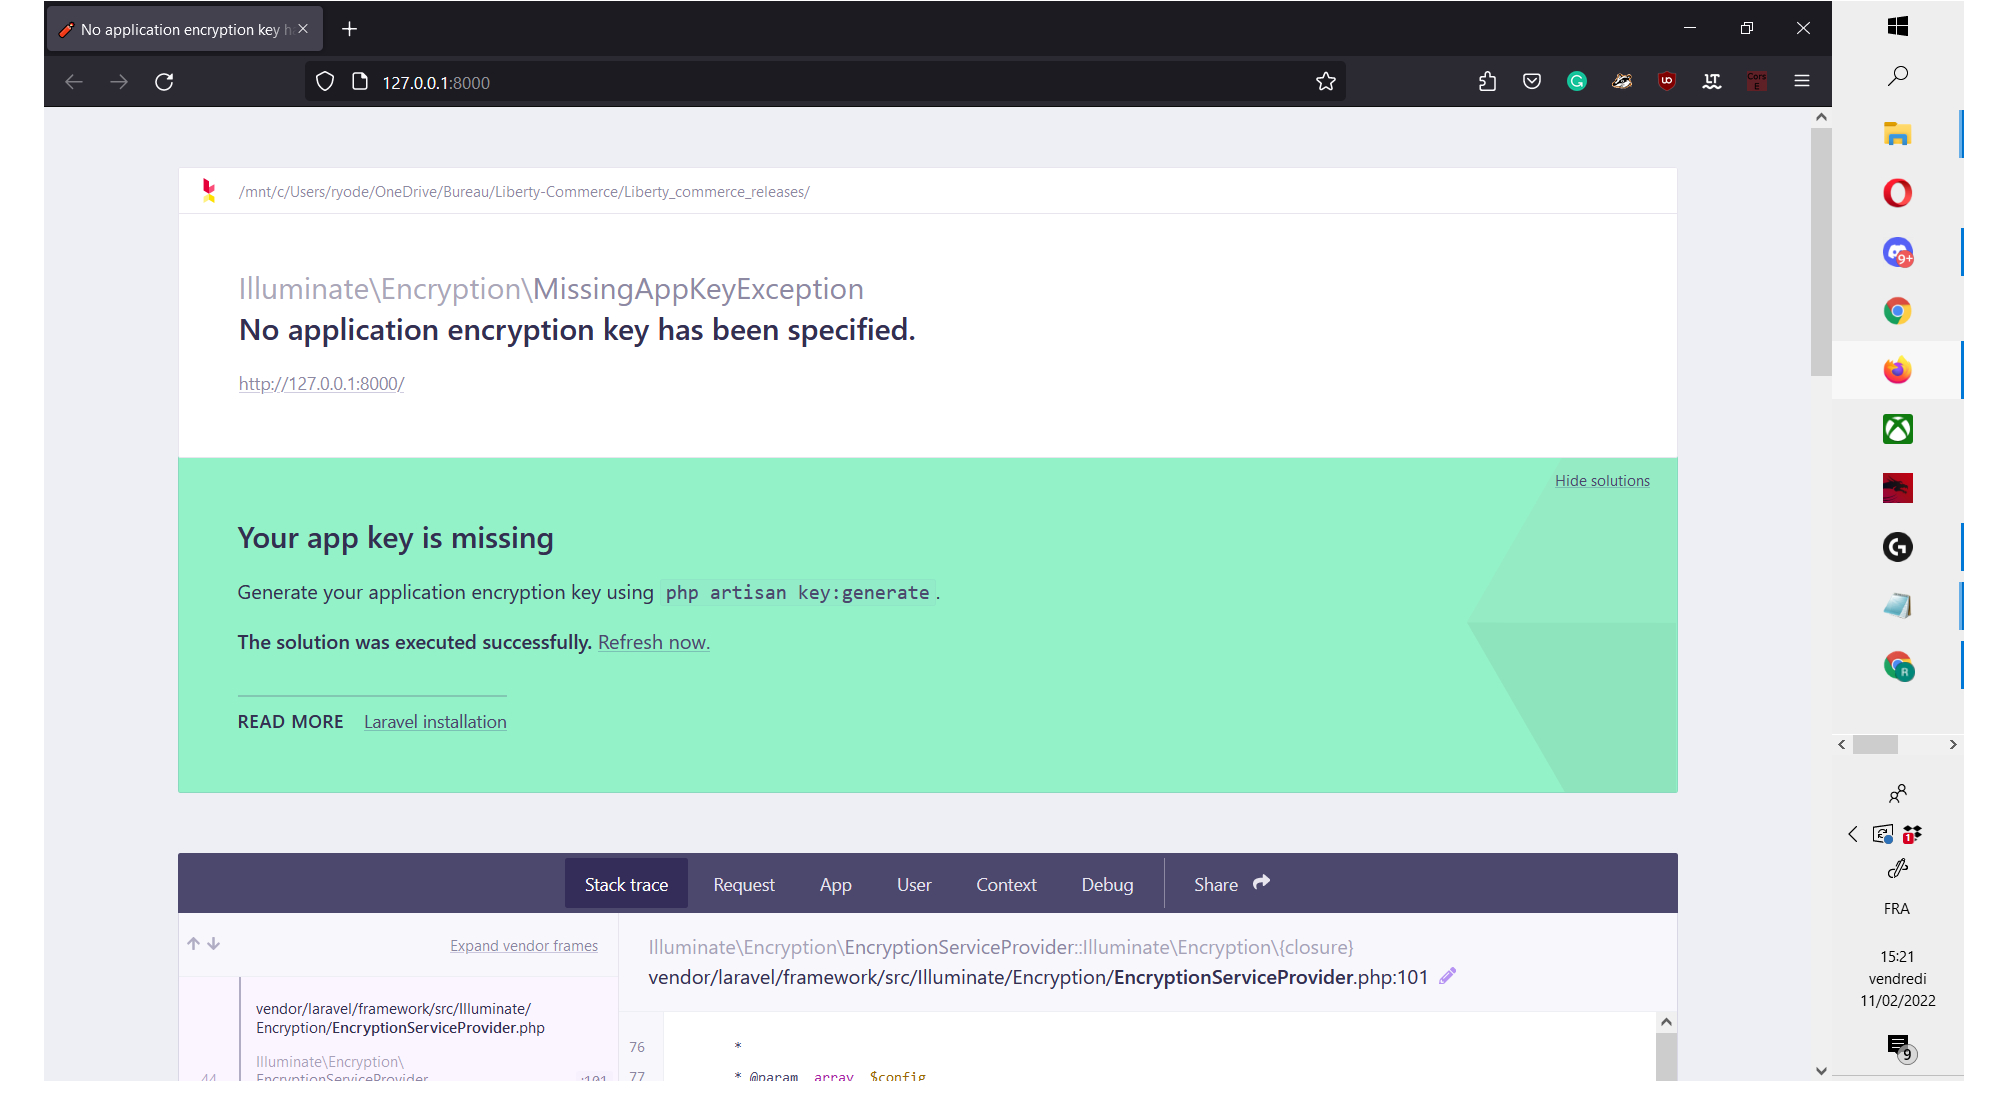 No application encryption key h
127.0.0.1:8000
/mnt/c/Users/ryode/OneDrive/Bureau/Liberty-Commerce/Liberty_commerce_releases/
Illuminate\Encryption\MissingAppKeyException
No application encryption key has been specified.
http://127.0.0.1:8000/
Hide solutions
Your app key is missing
Generate your application encryption key using php artisan key:generate.
The solution was executed successfully. Refresh now.
READ MORE Laravel installation
Stack trace Request App User Context Debug Share
Expand vendor frames
Illuminate\Encryption\EncryptionServiceProvider::Illuminate\Encryption\{closure}
vendor/laravel/framework/src/Illuminate/Encryption/EncryptionServiceProvider.php:101
vendor/laravel/framework/src/Illuminate/
Encryption/EncryptionServiceProvider.php
Illuminate\Encryption\
44 EncryptionServiceProvider :101
76 *
77 * @param array $config
9+
R
1
FRA
15:21
vendredi
11/02/2022
9